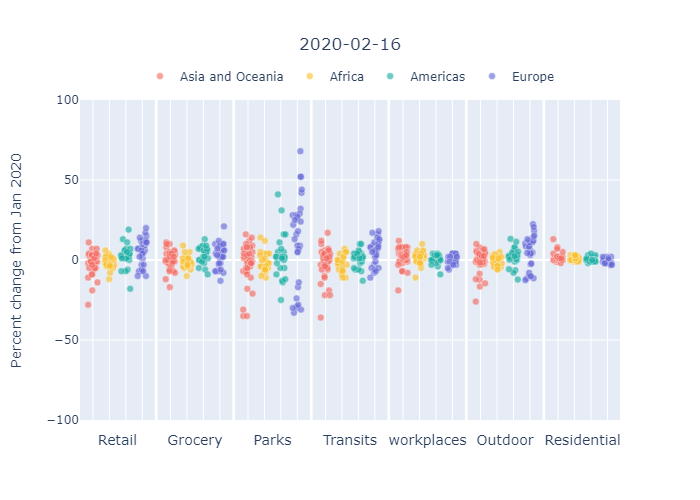 2020-02-16
Asia and Oceania Africa Americas Europe
Percent change from Jan 2020
100
50
0
−50
−100
Retail Grocery Parks Transits workplaces Outdoor Residential